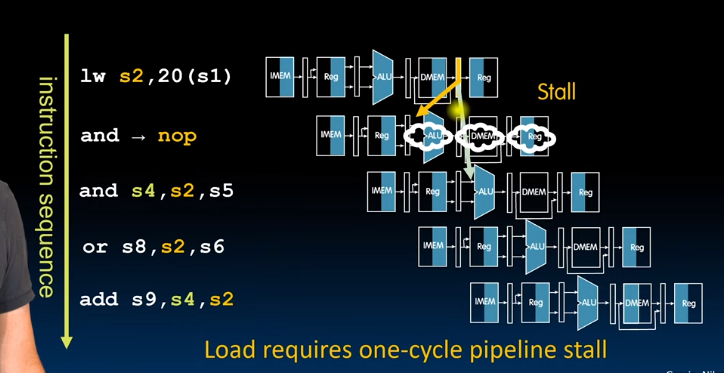 instruction sequence
lw s2,20(s1)
IMEM Reg ALU DMEM Reg
Stall
and → nop
IMEM Reg ALU DMEM Reg
and s4,s2,s5
IMEM Reg ALU DMEM Reg
or s8,s2,s6
IMEM Reg ALU DMEM Reg
add s9,s4,s2
IMEM Reg ALU DMEM Reg
Load requires one-cycle pipeline stall